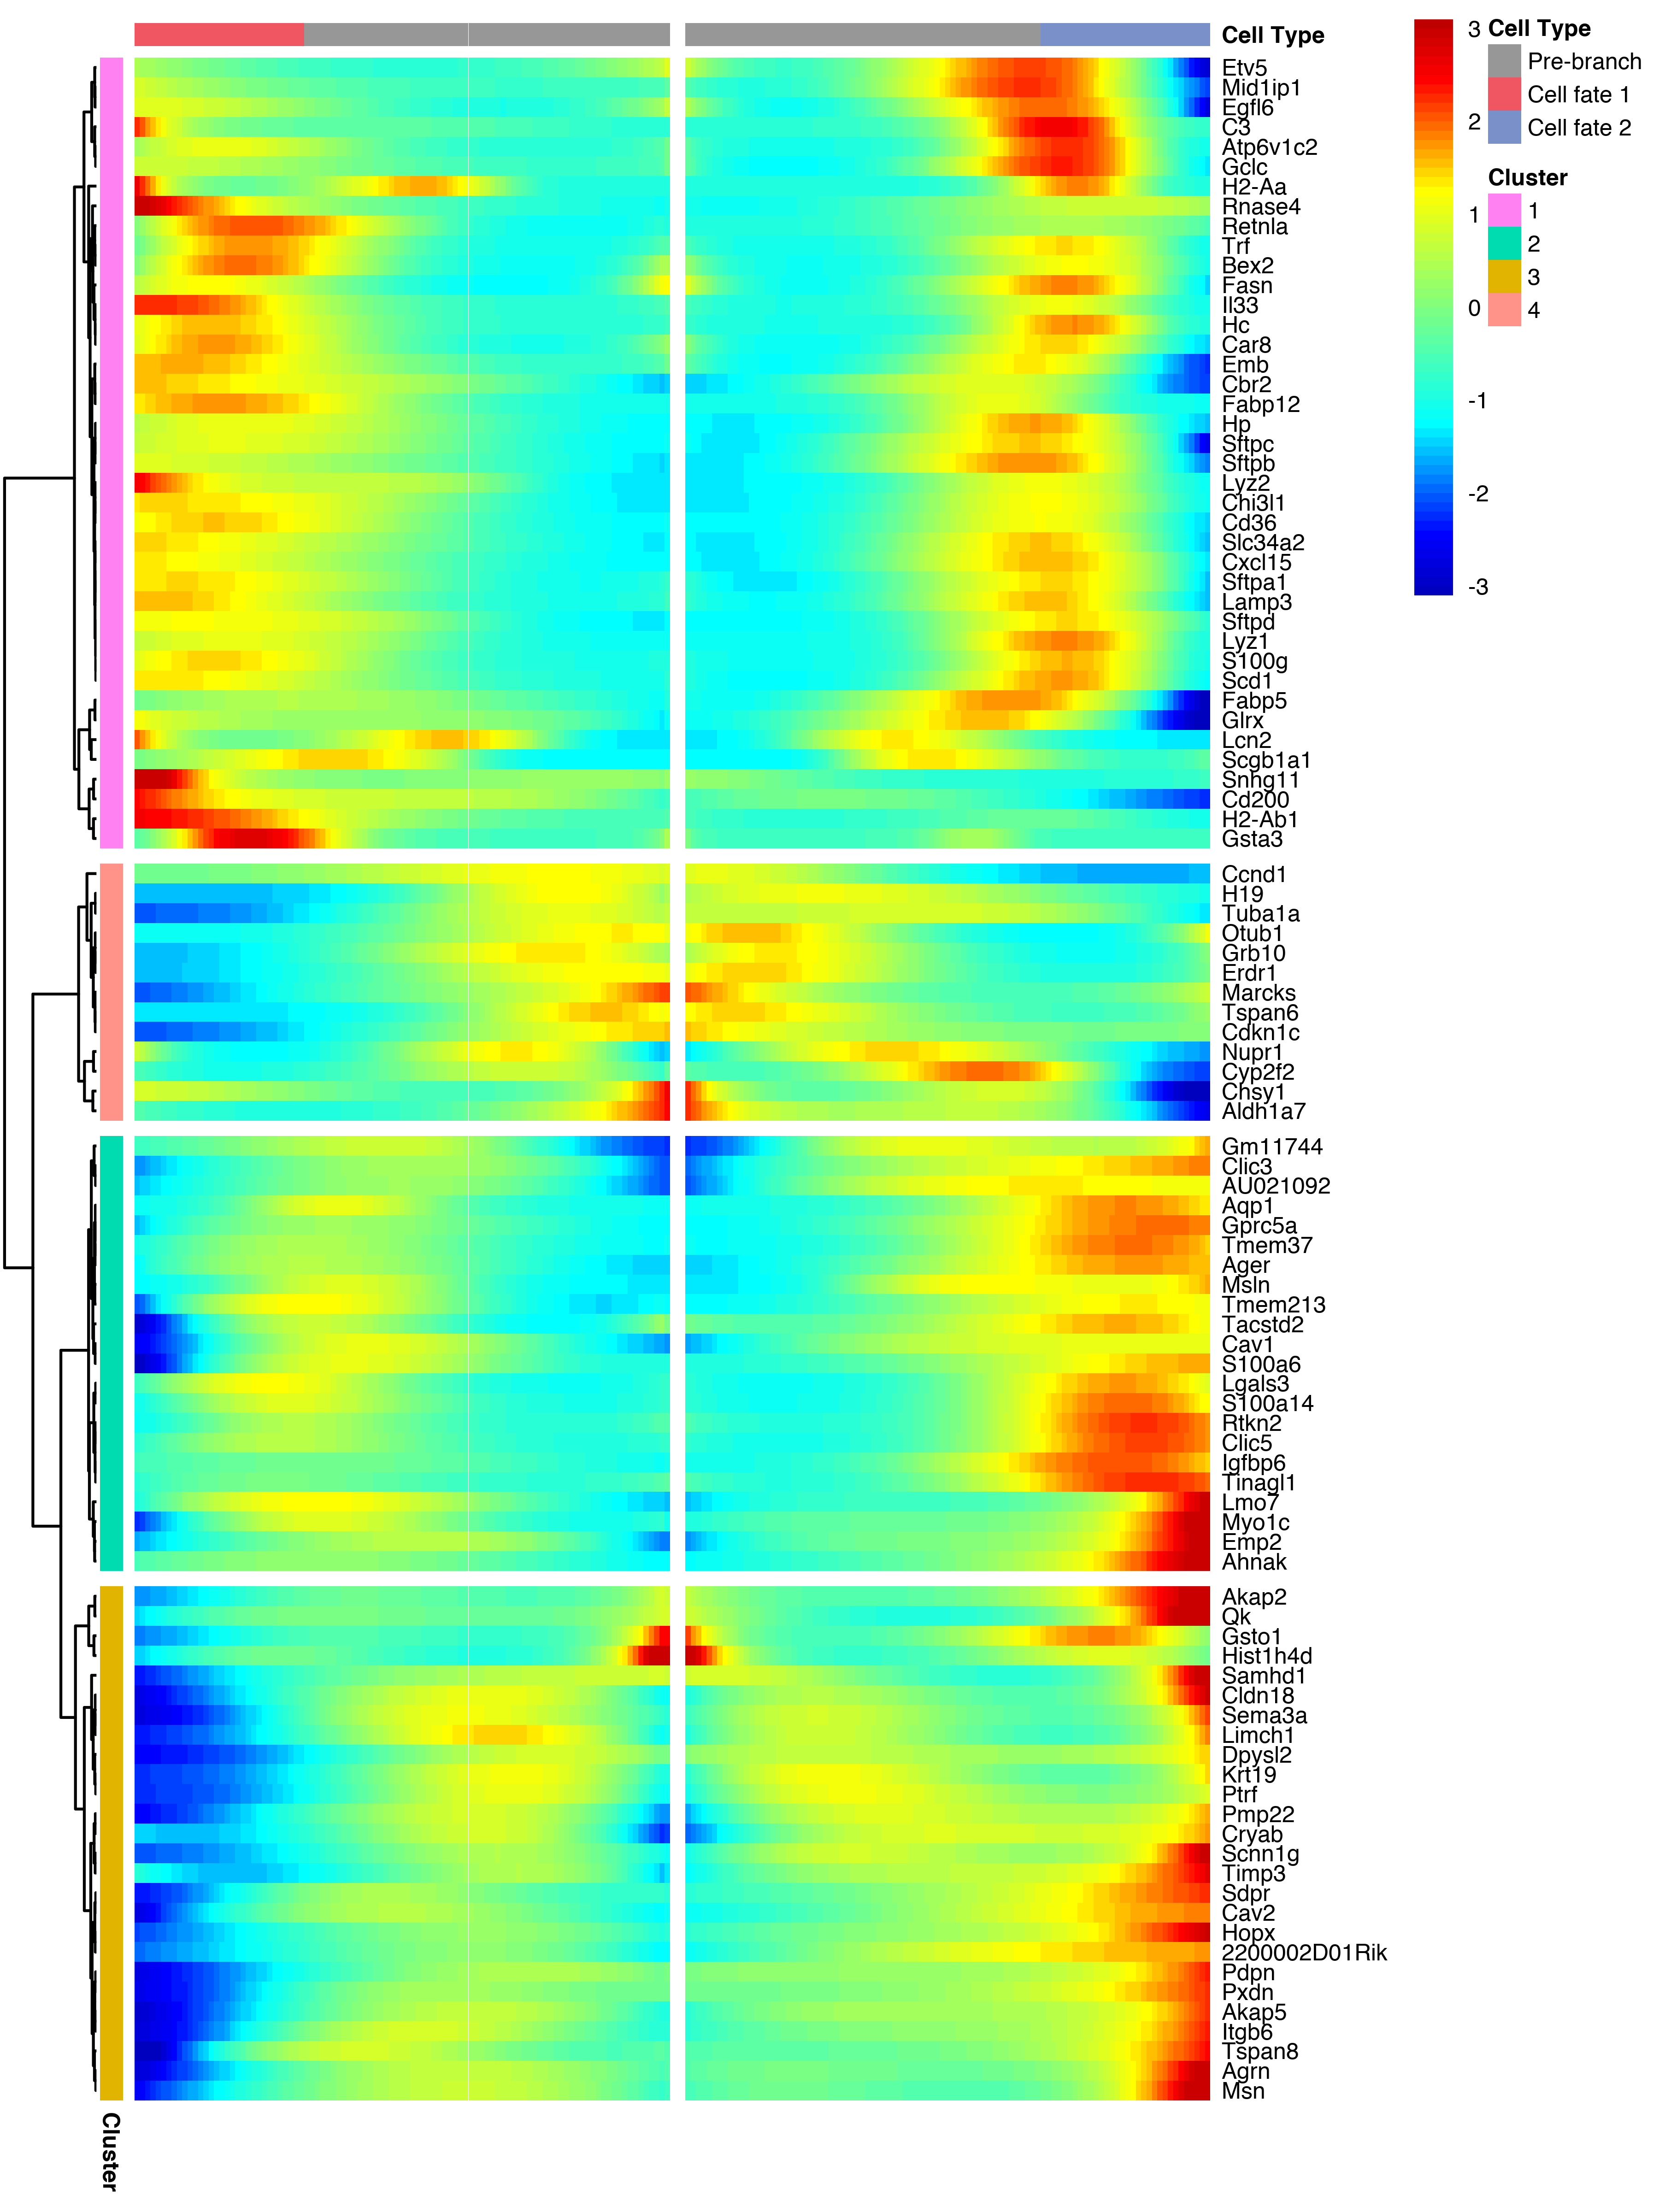 Cell Type
Etv5
Mid1ip1
Egfl6
C3
Atp6v1c2
Gclc
H2-Aa
Rnase4
Retnla
Trf
Bex2
Fasn
Il33
Hc
Car8
Emb
Cbr2
Fabp12
Hp
Sftpc
Sftpb
Lyz2
Chi3l1
Cd36
Slc34a2
Cxcl15
Sftpa1
Lamp3
Sftpd
Lyz1
S100g
Scd1
Fabp5
Glrx
Lcn2
Scgb1a1
Snhg11
Cd200
H2-Ab1
Gsta3
Ccnd1
H19
Tuba1a
Otub1
Grb10
Erdr1
Marcks
Tspan6
Cdkn1c
Nupr1
Cyp2f2
Chsy1
Aldh1a7
Gm11744
Clic3
AU021092
Aqp1
Gprc5a
Tmem37
Ager
Msln
Tmem213
Tacstd2
Cav1
S100a6
Lgals3
S100a14
Rtkn2
Clic5
Igfbp6
Tinagl1
Lmo7
Myo1c
Emp2
Ahnak
Akap2
Qk
Gsto1
Hist1h4d
Samhd1
Cldn18
Sema3a
Limch1
Dpysl2
Krt19
Ptrf
Pmp22
Cryab
Scnn1g
Timp3
Sdpr
Cav2
Hopx
2200002D01Rik
Pdpn
Pxdn
Akap5
Itgb6
Tspan8
Agrn
Msn
Cluster
3
2
1
0
-1
-2
-3
Cell Type
Pre-branch
Cell fate 1
Cell fate 2
Cluster
1
2
3
4